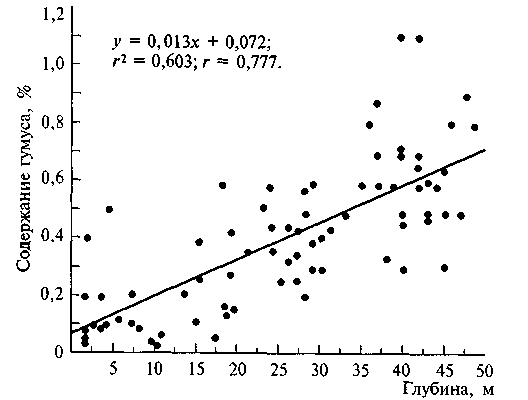 1,2
y = 0,013x + 0,072;
r² = 0,603; r = 0,777.
1,0
0,8
0,6
0,4
0,2
0
Содержание гумуса, %
5 10 15 20 25 30 35 40 45 50
Глубина, м